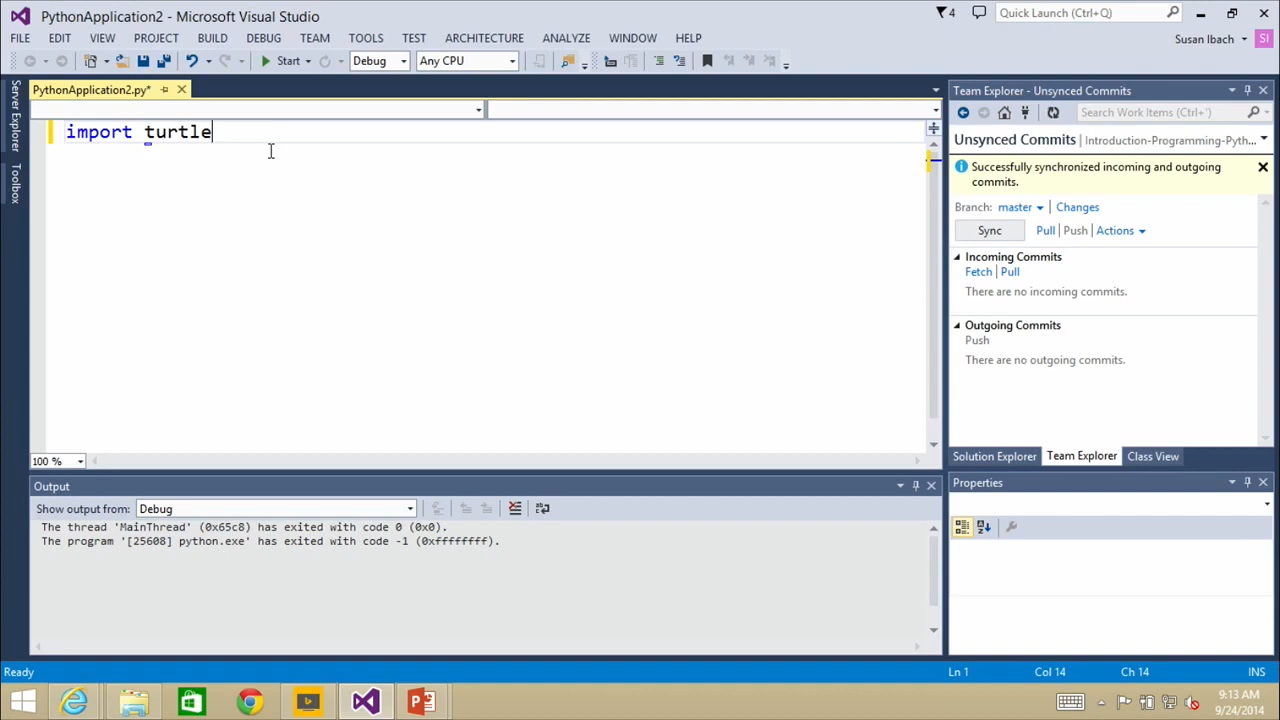 PythonApplication2 - Microsoft Visual Studio
4
Quick Launch (Ctrl+Q)
FILE EDIT VIEW PROJECT BUILD DEBUG TEAM TOOLS TEST ARCHITECTURE ANALYZE WINDOW HELP
Susan Ibach
SI
Start
Debug
Any CPU
Server Explorer
Toolbox
PythonApplication2.py*
import turtle
100 %
Team Explorer - Unsynced Commits
Search Work Items (Ctrl+')
Unsynced Commits | Introduction-Programming-Pyth...
Successfully synchronized incoming and outgoing
commits.
Branch: master Changes
Sync Pull | Push | Actions
Incoming Commits
Fetch | Pull
There are no incoming commits.
Outgoing Commits
Push
There are no outgoing commits.
Solution Explorer Team Explorer Class View
Output
Show output from: Debug
The thread 'MainThread' (0x65c8) has exited with code 0 (0x0).
The program '[25608] python.exe' has exited with code -1 (0xffffffff).
Properties
Ready
Ln 1 Col 14 Ch 14 INS
9:13 AM
9/24/2014